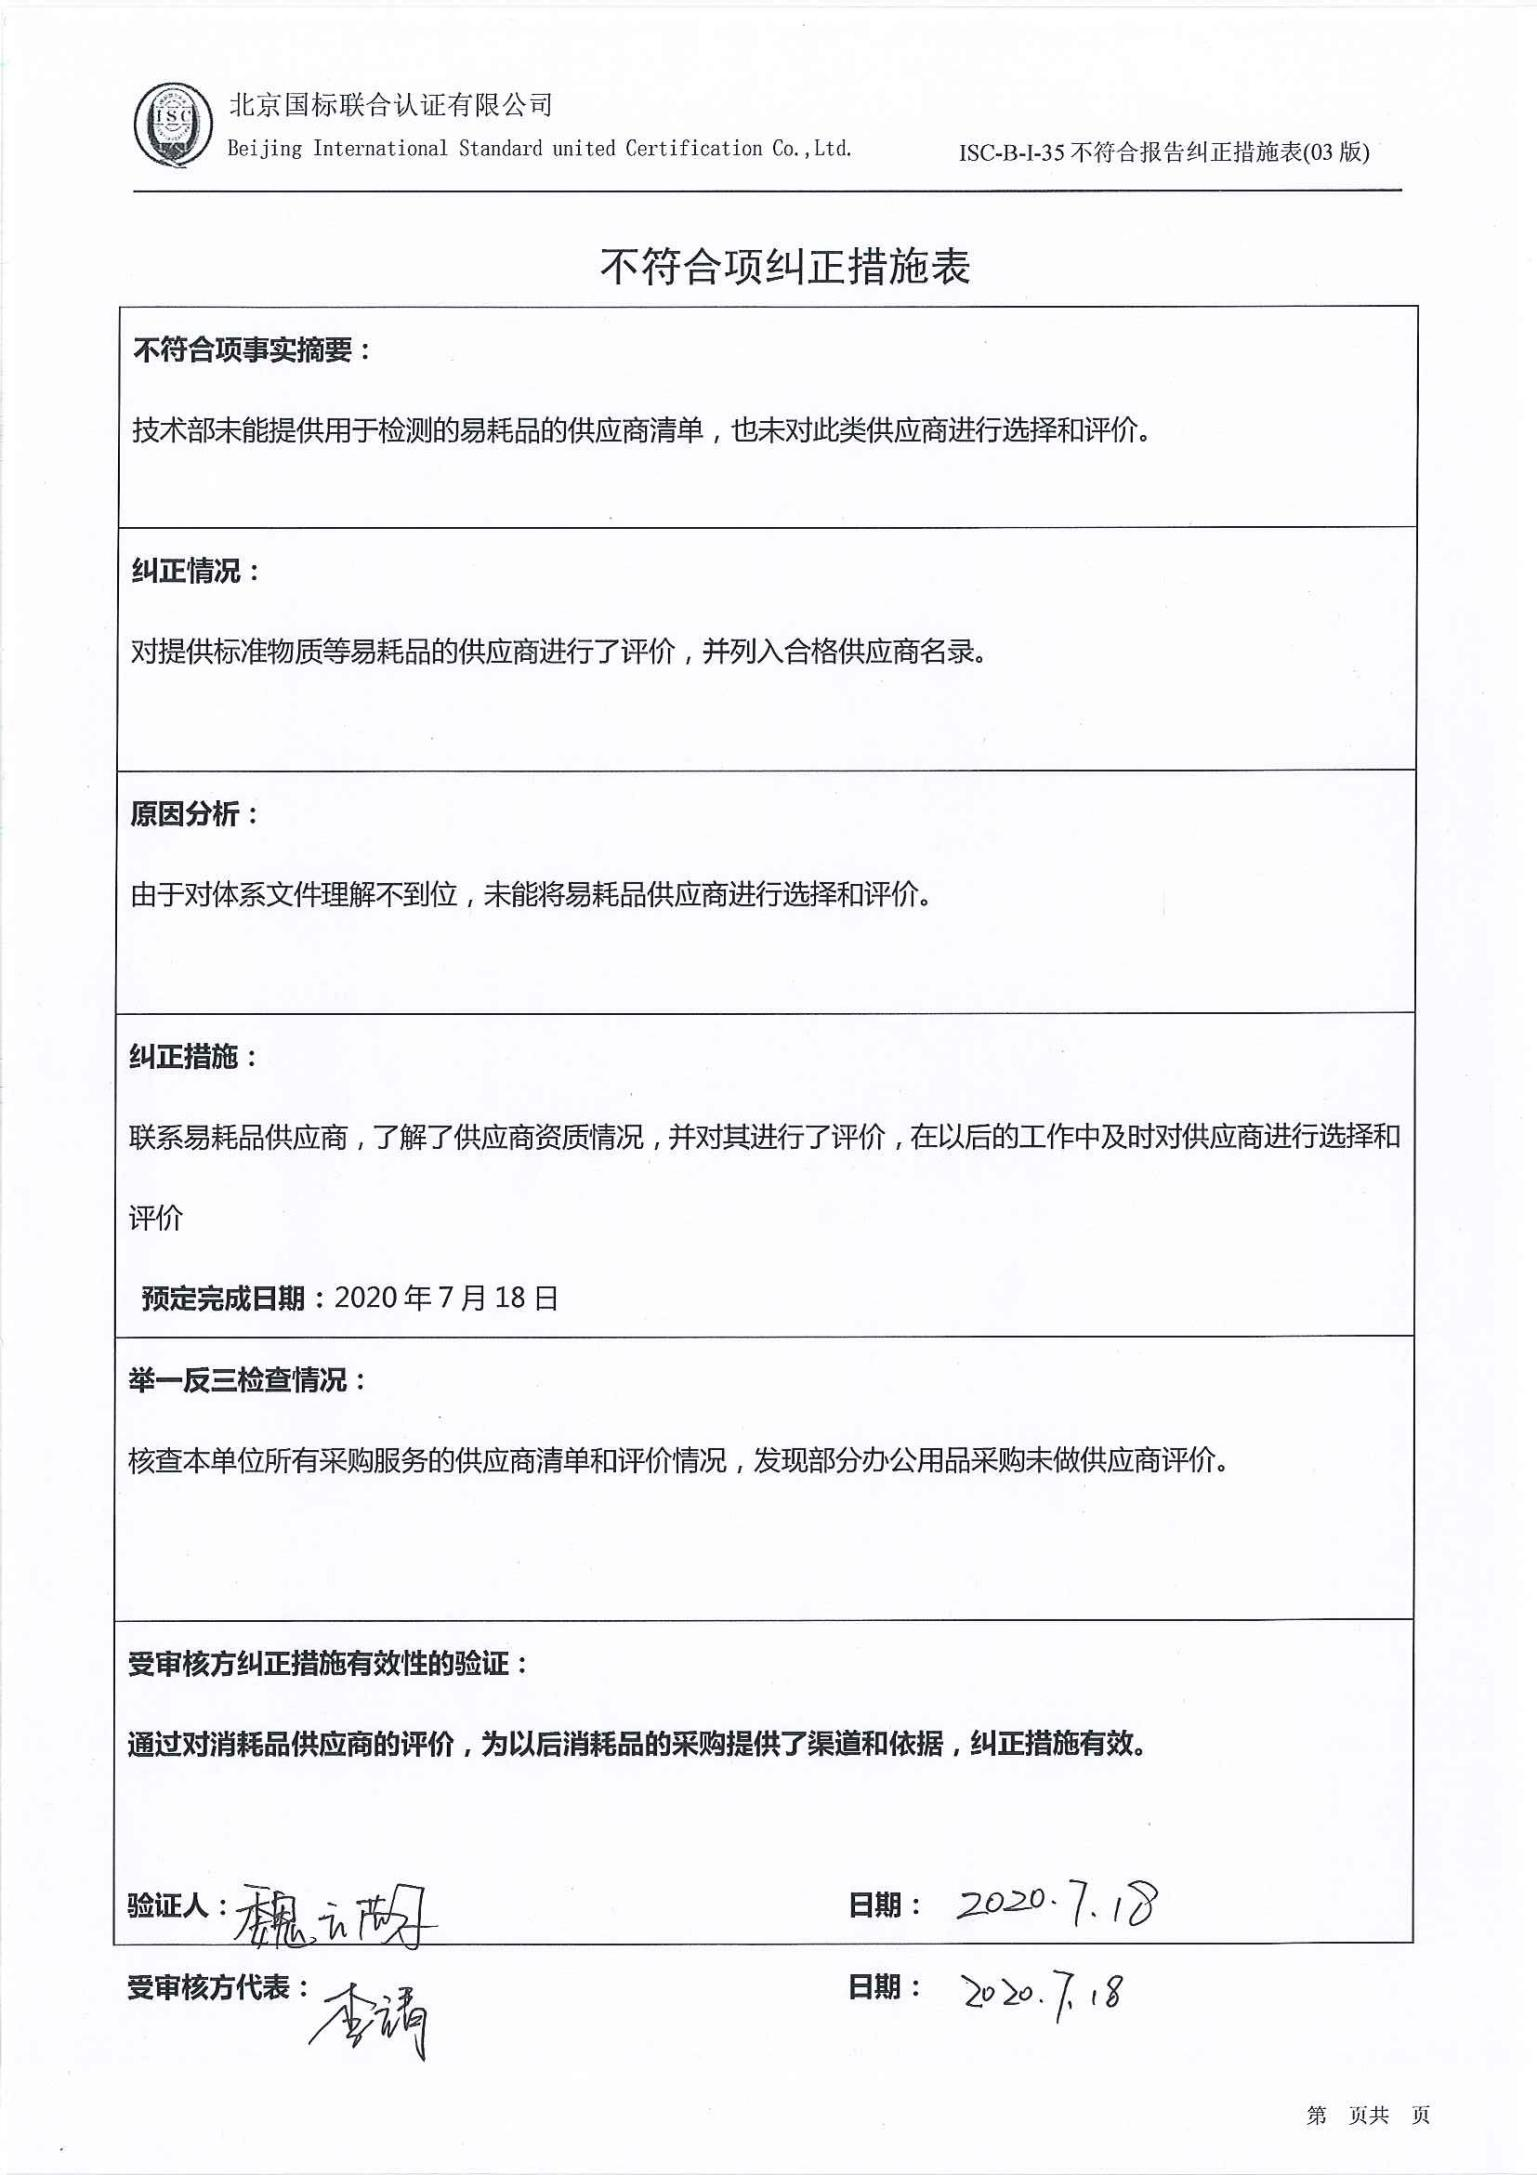 ISC
北京国标联合认证有限公司
Beijing International Standard united Certification Co.,Ltd.
ISC-B-I-35 不符合报告纠正措施表(03 版)
不符合项纠正措施表
不符合项事实摘要：
技术部未能提供用于检测的易耗品的供应商清单，也未对此类供应商进行选择和评价。
纠正情况：
对提供标准物质等易耗品的供应商进行了评价，并列入合格供应商名录。
原因分析：
由于对体系文件理解不到位，未能将易耗品供应商进行选择和评价。
纠正措施：
联系易耗品供应商，了解了供应商资质情况，并对其进行了评价，在以后的工作中及时对供应商进行选择和
评价
预定完成日期：2020 年 7 月 18 日
举一反三检查情况：
核查本单位所有采购服务的供应商清单和评价情况，发现部分办公用品采购未做供应商评价。
受审核方纠正措施有效性的验证：
通过对消耗品供应商的评价，为以后消耗品的采购提供了渠道和依据，纠正措施有效。
验证人：魏 日期： 2020.7.18
受审核方代表：李 日期： 2020.7.18
第 页共 页